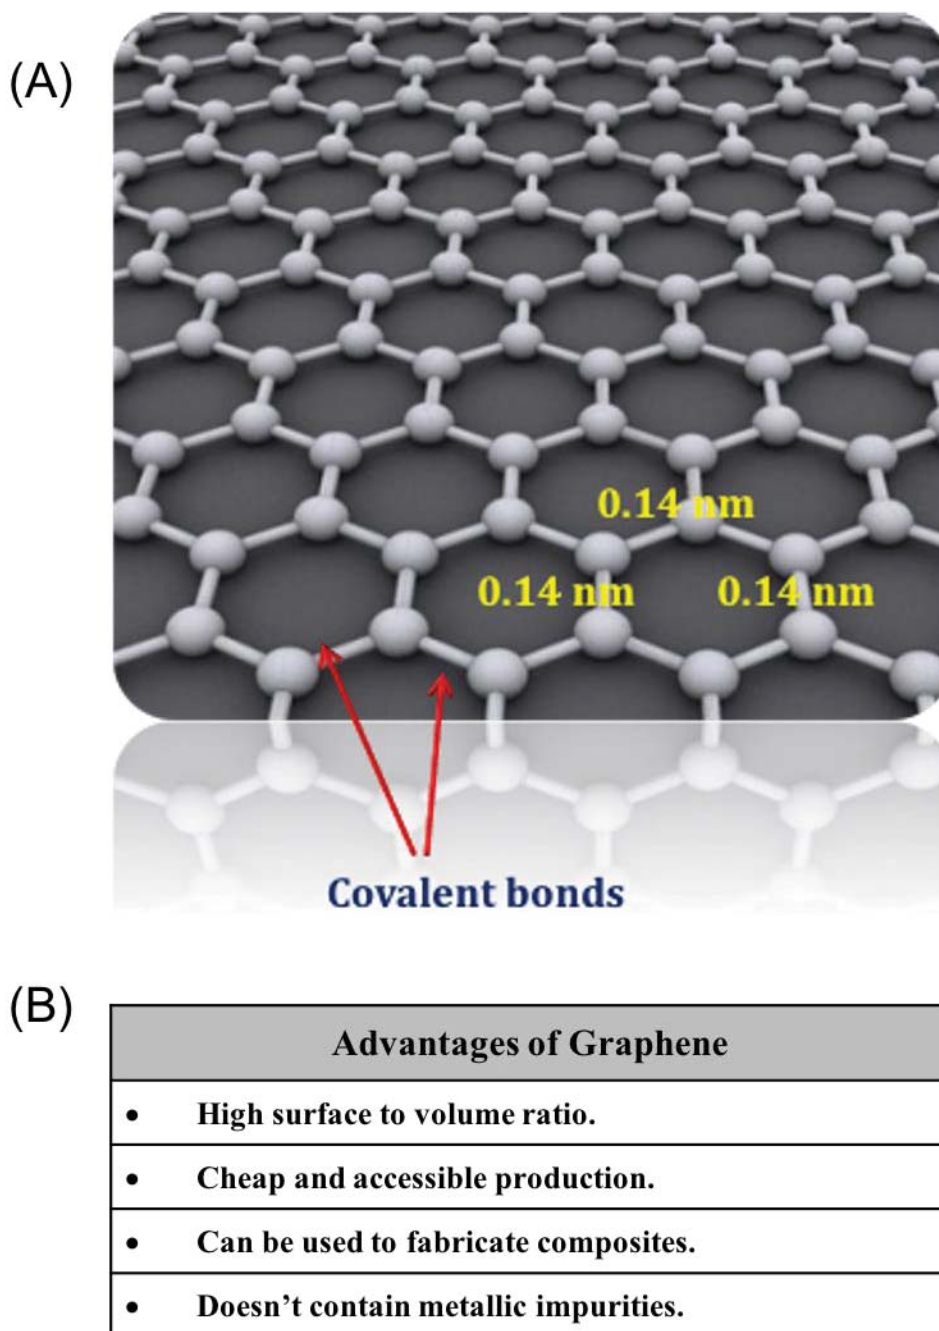 (A)
0.14 nm
0.14 nm 0.14 nm
Covalent bonds
(B)
Advantages of Graphene
• High surface to volume ratio.
• Cheap and accessible production.
• Can be used to fabricate composites.
• Doesn’t contain metallic impurities.